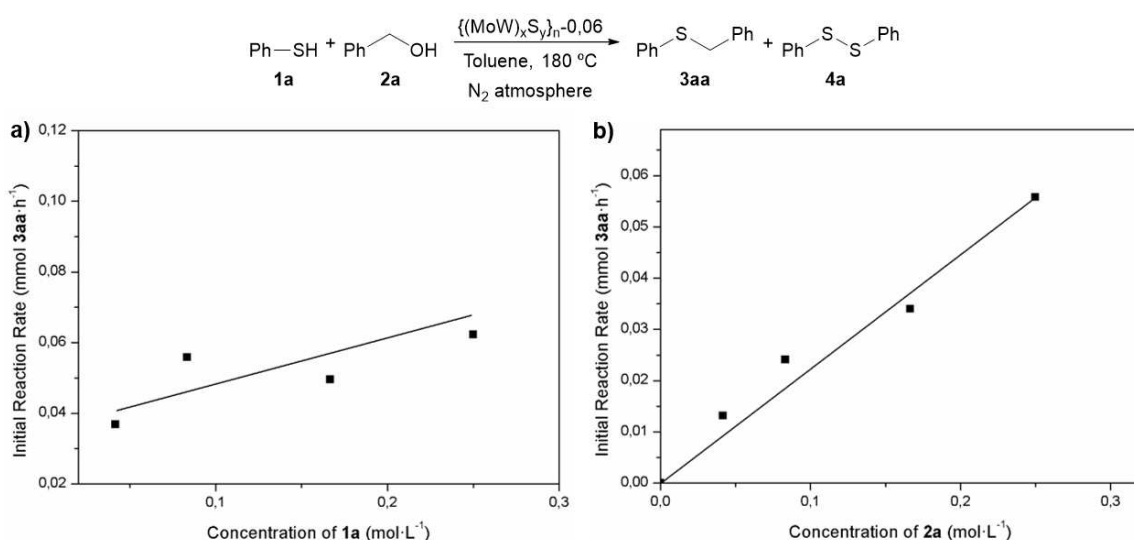 {(MoW)ₓSᵧ}ₙ-0,06
Ph SH + Ph OH Ph S Ph + Ph S S Ph
Toluene, 180 ºC
1a 2a 3aa 4a
N₂ atmosphere
a)
0,12
0,10
0,08
0,06
0,04
0,02
Initial Reaction Rate (mmol 3aa·h⁻¹)
0,1 0,2 0,3
Concentration of 1a (mol·L⁻¹)
b)
0,06
0,05
0,04
0,03
0,02
0,01
0,00
Initial Reaction Rate (mmol 3aa·h⁻¹)
0,0 0,1 0,2 0,3
Concentration of 2a (mol·L⁻¹)